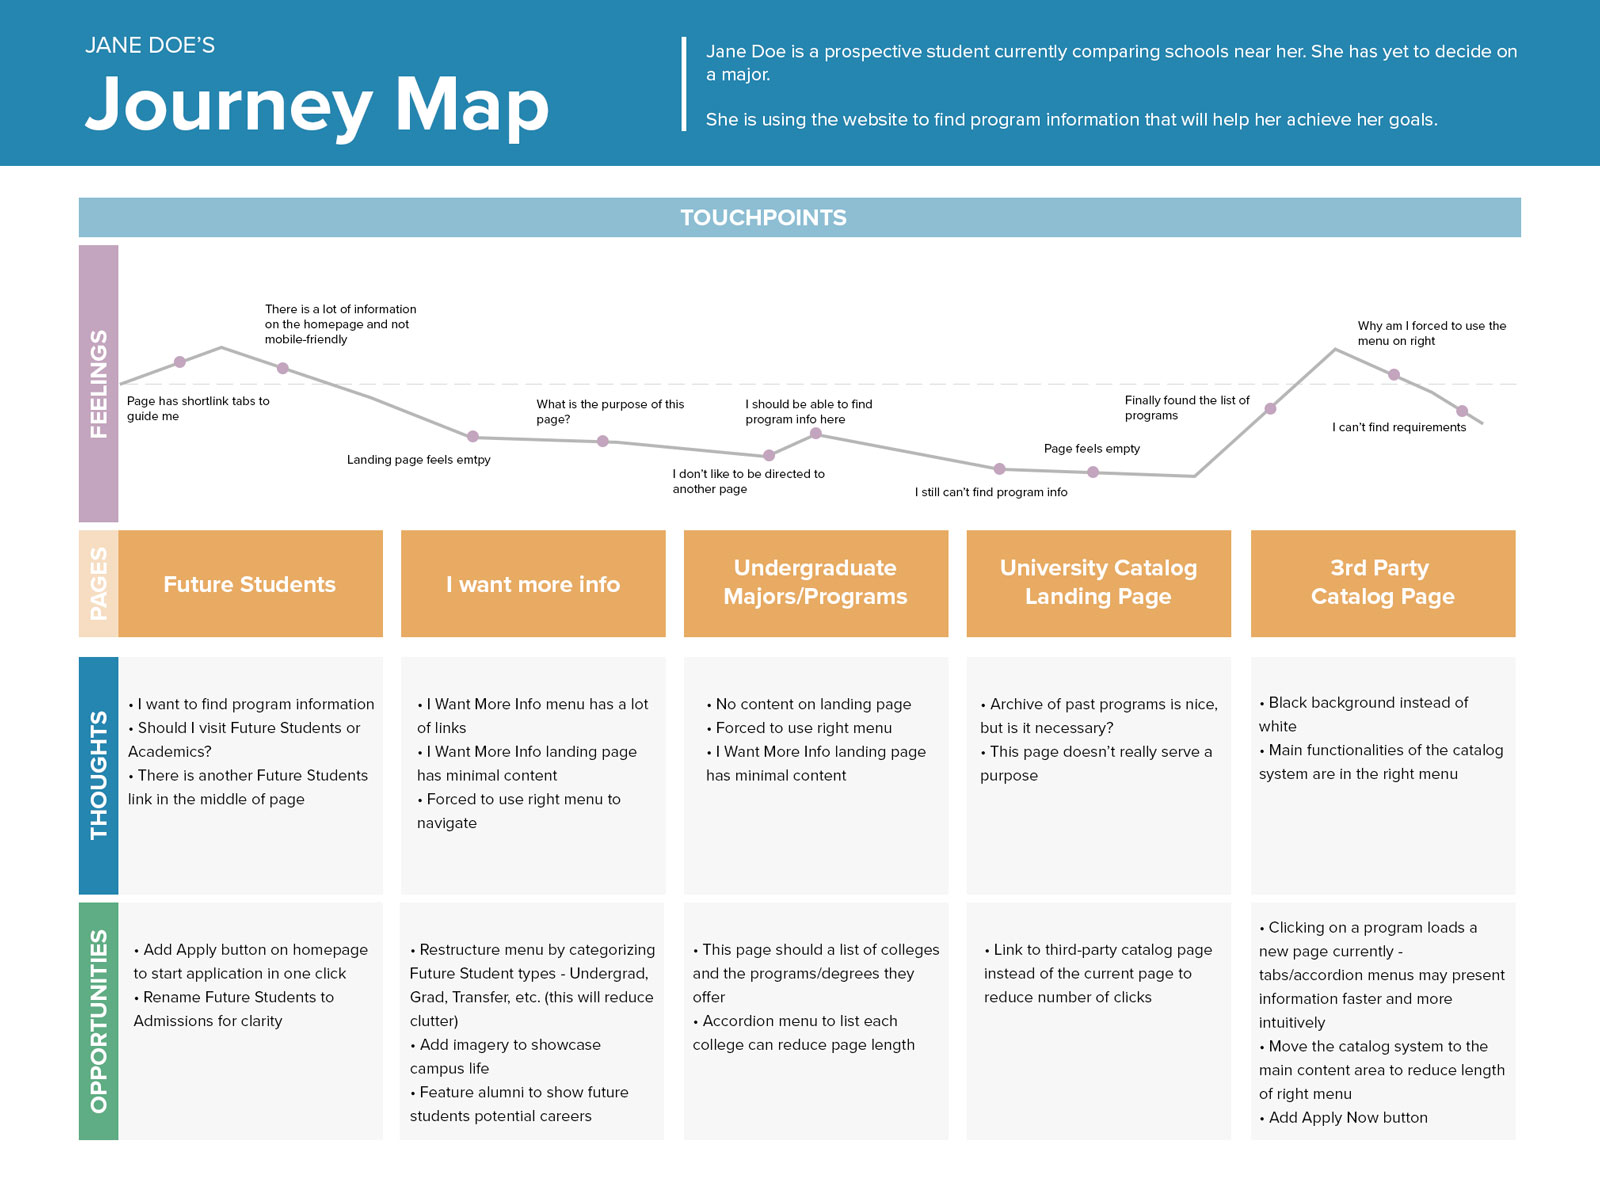 JANE DOE'S
Journey Map
Jane Doe is a prospective student currently comparing schools near her. She has yet to decide on
a major.
She is using the website to find program information that will help her achieve her goals.
TOUCHPOINTS
FEELINGS
Page has shortlink tabs to
guide me
There is a lot of information
on the homepage and not
mobile-friendly
Landing page feels emtpy
What is the purpose of this
page?
I don't like to be directed to
another page
I should be able to find
program info here
I still can't find program info
Page feels empty
Finally found the list of
programs
Why am I forced to use the
menu on right
I can't find requirements
PAGES
Future Students
I want more info
Undergraduate
Majors/Programs
University Catalog
Landing Page
3rd Party
Catalog Page
THOUGHTS
• I want to find program information
• Should I visit Future Students or
Academics?
• There is another Future Students
link in the middle of page
• I Want More Info menu has a lot
of links
• I Want More Info landing page
has minimal content
• Forced to use right menu to
navigate
• No content on landing page
• Forced to use right menu
• I Want More Info landing page
has minimal content
• Archive of past programs is nice,
but is it necessary?
• This page doesn't really serve a
purpose
• Black background instead of
white
• Main functionalities of the catalog
system are in the right menu
OPPORTUNITIES
• Add Apply button on homepage
to start application in one click
• Rename Future Students to
Admissions for clarity
• Restructure menu by categorizing
Future Student types - Undergrad,
Grad, Transfer, etc. (this will reduce
clutter)
• Add imagery to showcase
campus life
• Feature alumni to show future
students potential careers
• This page should a list of colleges
and the programs/degrees they
offer
• Accordion menu to list each
college can reduce page length
• Link to third-party catalog page
instead of the current page to
reduce number of clicks
• Clicking on a program loads a
new page currently -
tabs/accordion menus may present
information faster and more
intuitively
• Move the catalog system to the
main content area to reduce length
of right menu
• Add Apply Now button